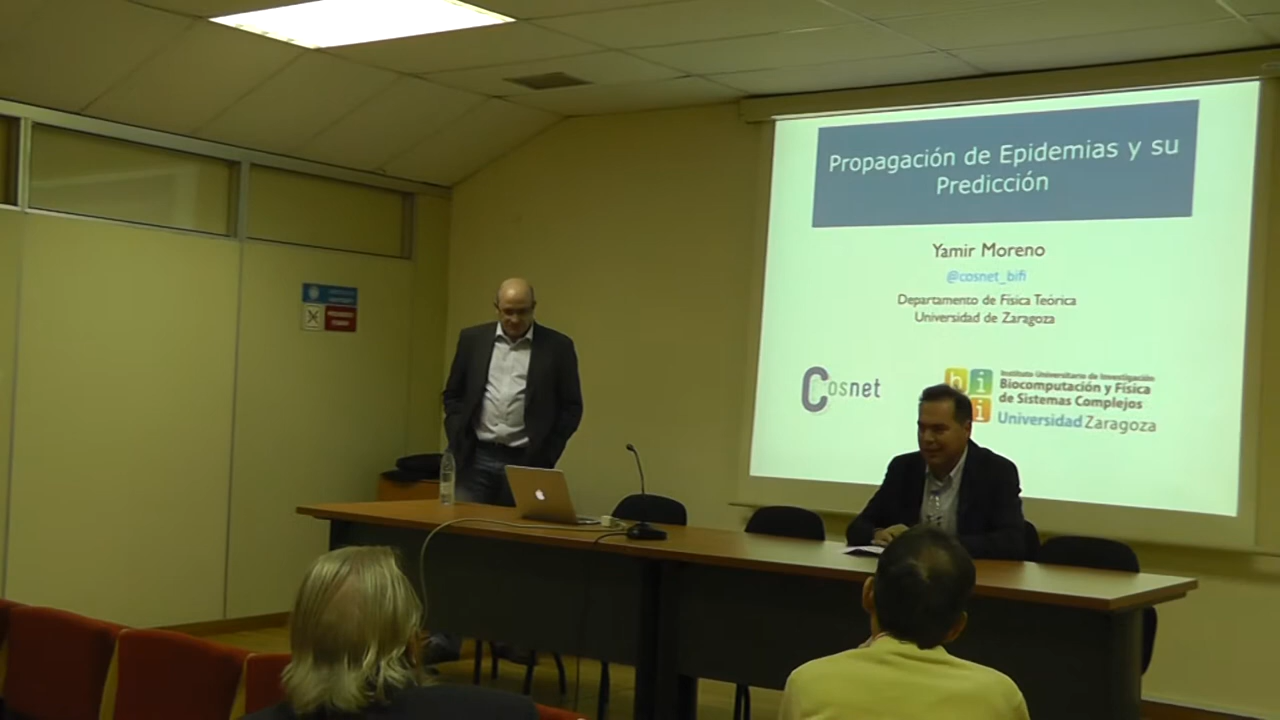 Propagación de Epidemias y su
Predicción
Yamir Moreno
@cosnet_bifi
Departamento de Física Teórica
Universidad de Zaragoza
Cosnet
bifi
Instituto Universitario de Investigación
Biocomputación y Física
de Sistemas Complejos
Universidad Zaragoza